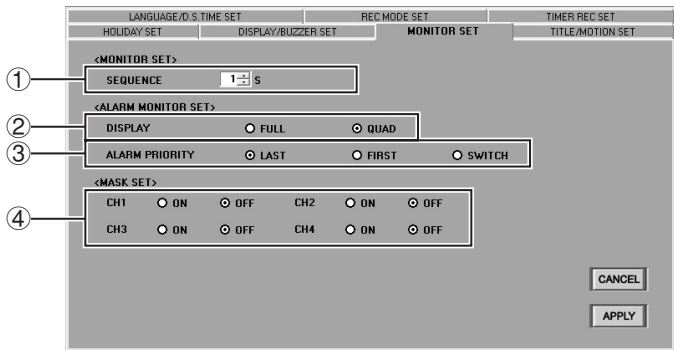 LANGUAGE/D.S.TIME SET REC MODE SET TIMER REC SET
HOLIDAY SET DISPLAY/BUZZER SET MONITOR SET TITLE/MOTION SET
<MONITOR SET>
① SEQUENCE 1 S
<ALARM MONITOR SET>
② DISPLAY FULL QUAD
③ ALARM PRIORITY LAST FIRST SWITCH
<MASK SET>
④ CH1 ON OFF CH2 ON OFF
CH3 ON OFF CH4 ON OFF
CANCEL
APPLY